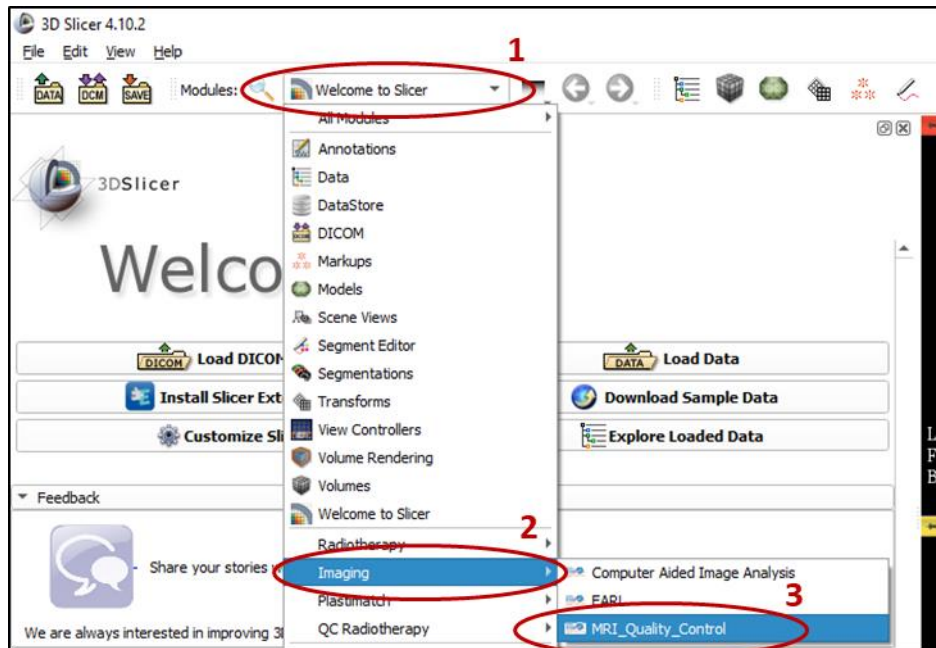 3D Slicer 4.10.2
File Edit View Help
1
DATA DCM SAVE Modules: Welcome to Slicer
All Modules
Annotations
3DSlicer
Data
DataStore
DICOM
Welco
Markups
Models
Scene Views
DICOM Load DICOM
Segment Editor
DATA Load Data
Segmentations
Install Slicer Ext
Transforms
Download Sample Data
Customize Sli
View Controllers
Explore Loaded Data
L
Volume Rendering
F
Volumes
B
Feedback
Welcome to Slicer
2
Radiotherapy
Share your stories
Imaging
Computer Aided Image Analysis
Plastimatch
EARL
3
We are always interested in improving 3D
QC Radiotherapy
MRI_Quality_Control